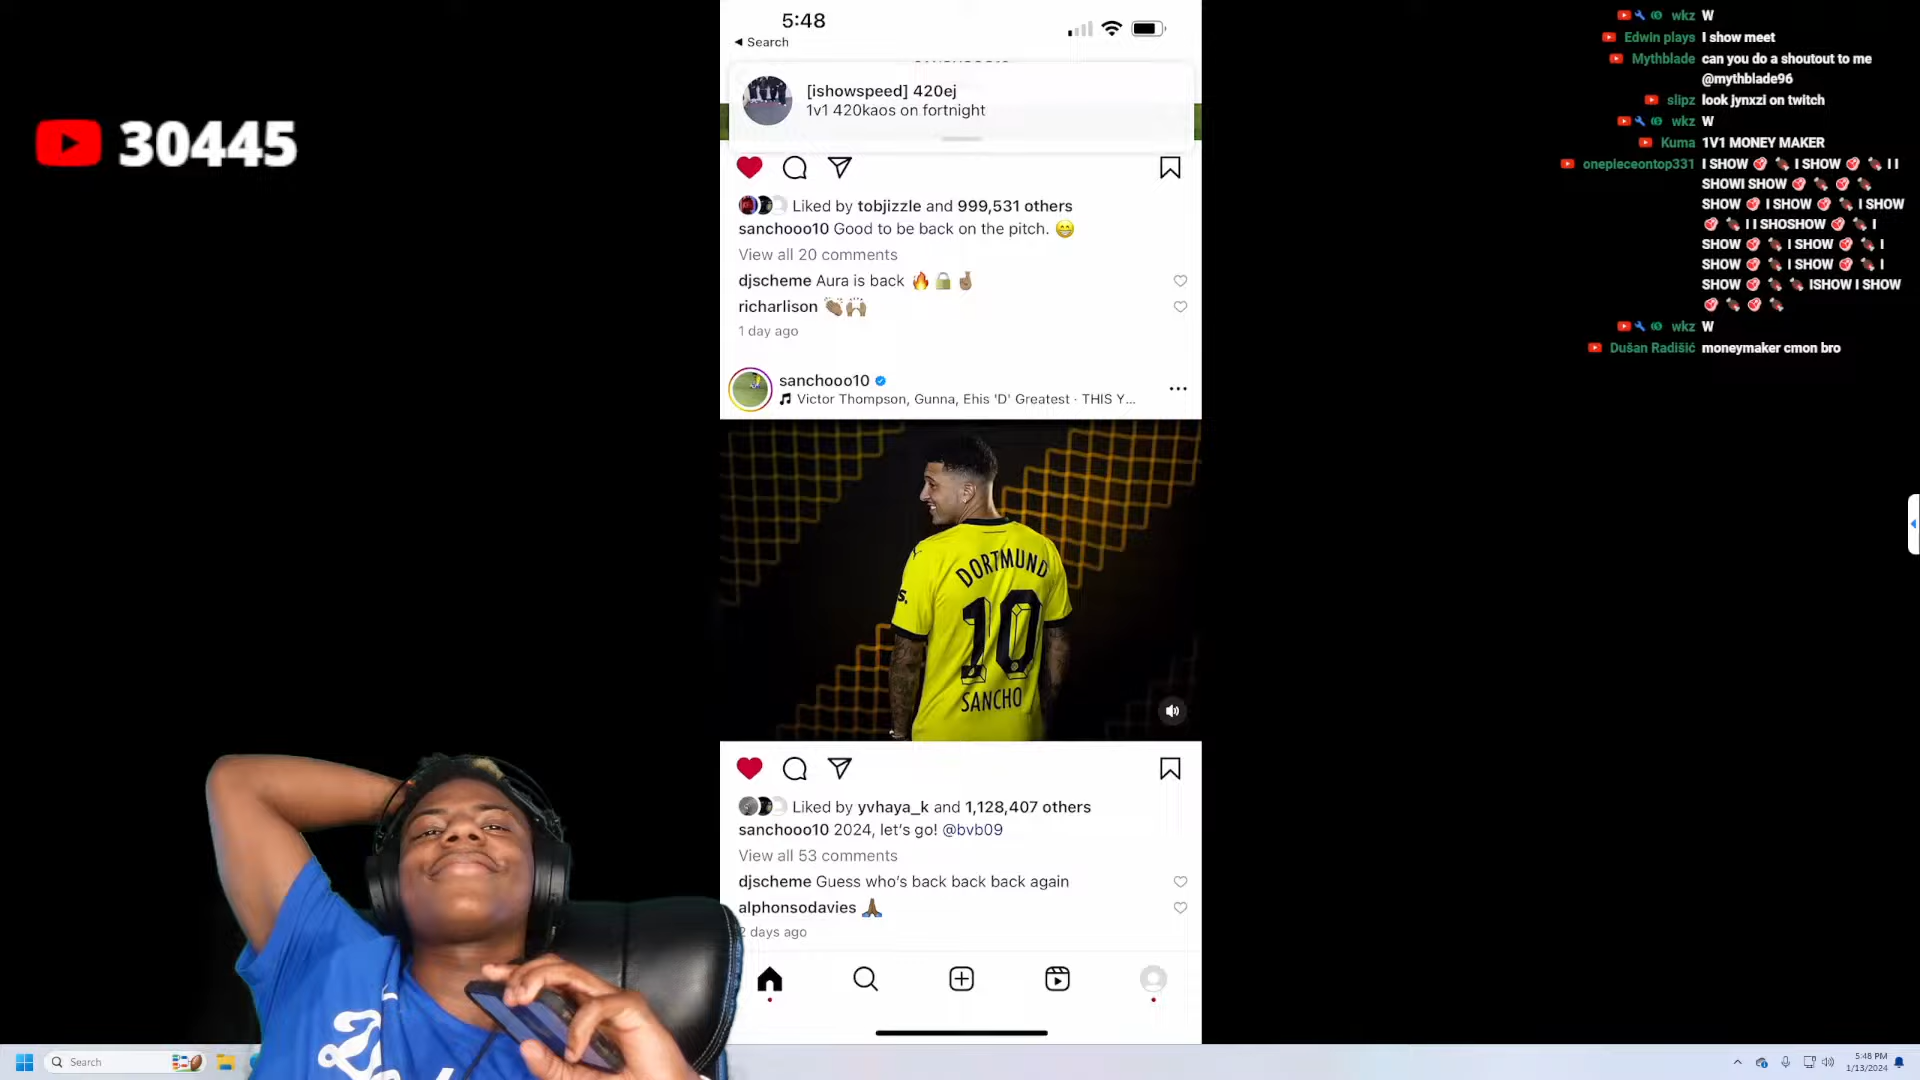 30445
5:48
Search
[ishowspeed] 420ej
1v1 420kaos on fortnight
Liked by tobjizzle and 999,531 others
sanchooo10 Good to be back on the pitch. 😁
View all 20 comments
djscheme Aura is back 🔥 🔒 🤞🏽
richarlison 👏🏽🙌🏽
1 day ago
sanchooo10
Victor Thompson, Gunna, Ehis 'D' Greatest · THIS Y...
DORTMUND
10
SANCHO
Liked by yvhaya_k and 1,128,407 others
sanchooo10 2024, let's go! @bvb09
View all 53 comments
djscheme Guess who's back back back again
alphonsodavies 🙏🏾
2 days ago
wkz W
Edwin plays I show meet
Mythblade can you do a shoutout to me
@mythblade96
slipz look jynxzi on twitch
wkz W
Kuma 1V1 MONEY MAKER
onepieceontop331 I SHOW 🥩 🍖 I SHOW 🥩 🍖 I I
SHOWI SHOW 🥩 🍖 🥩 🍖
SHOW 🥩 I SHOW 🥩 🍖 I SHOW
🥩 🍖 I I SHOSHOW 🥩 🍖 I
SHOW 🥩 🍖 I SHOW 🥩 🍖 I
SHOW 🥩 🍖 I SHOW 🥩 🍖 I
SHOW 🥩 🍖 🍖 ISHOW I SHOW
🥩 🍖 🥩 🍖
wkz W
Dušan Radišić moneymaker cmon bro
Search
5:48 PM
1/13/2024